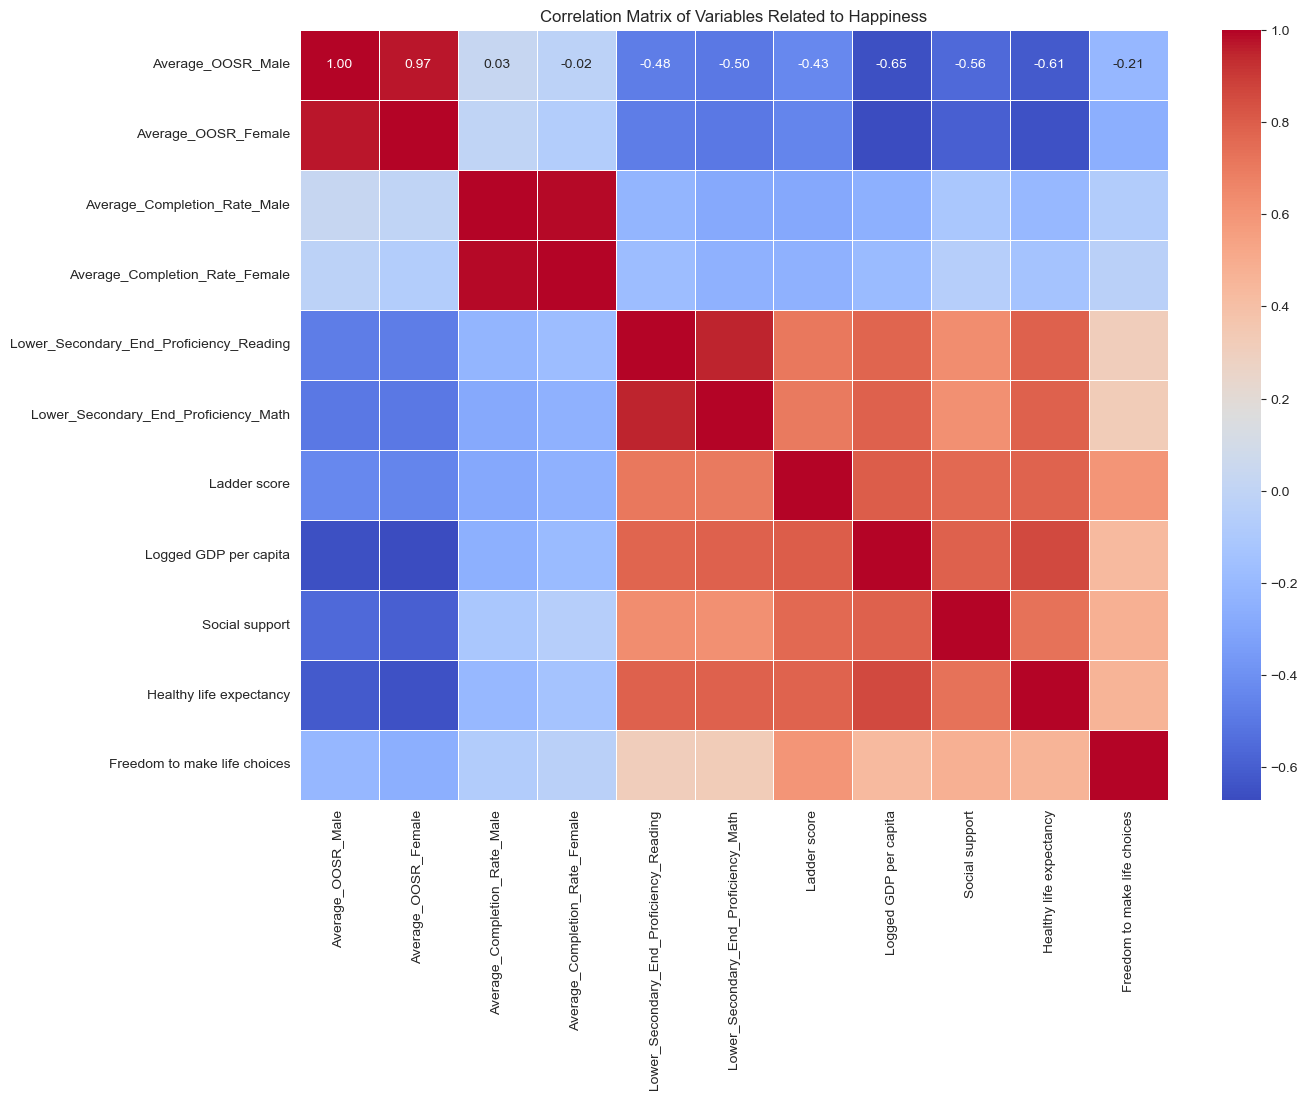 Correlation Matrix of Variables Related to Happiness
Average_OOSR_Male 1.00 0.97 0.03 -0.02 -0.48 -0.50 -0.43 -0.65 -0.56 -0.61 -0.21
Average_OOSR_Female
Average_Completion_Rate_Male
Average_Completion_Rate_Female
Lower_Secondary_End_Proficiency_Reading
Lower_Secondary_End_Proficiency_Math
Ladder score
Logged GDP per capita
Social support
Healthy life expectancy
Freedom to make life choices
Average_OOSR_Male
Average_OOSR_Female
Average_Completion_Rate_Male
Average_Completion_Rate_Female
Lower_Secondary_End_Proficiency_Reading
Lower_Secondary_End_Proficiency_Math
Ladder score
Logged GDP per capita
Social support
Healthy life expectancy
Freedom to make life choices
1.0
0.8
0.6
0.4
0.2
0.0
−0.2
−0.4
−0.6